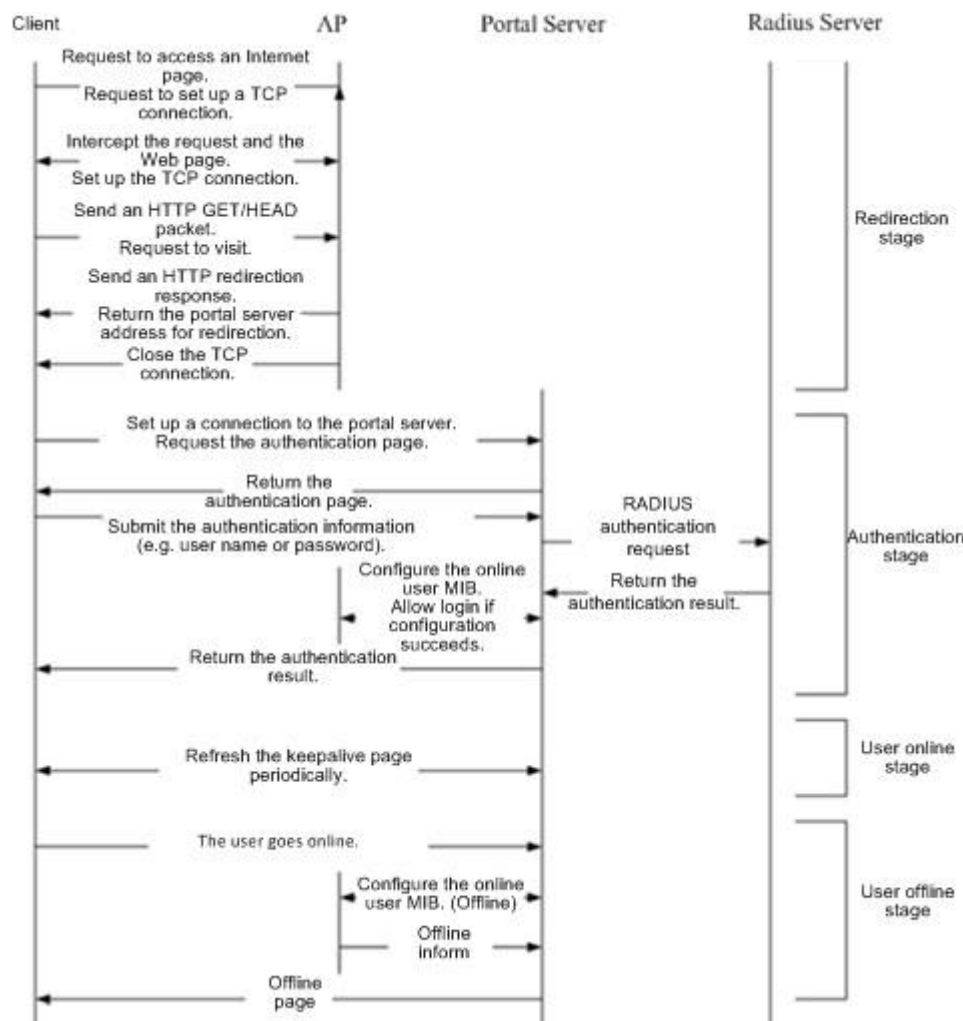 Client
AP
Portal Server
Radius Server
Request to access an Internet
page.
Request to set up a TCP
connection.
Intercept the request and the
Web page.
Set up the TCP connection.
Send an HTTP GET/HEAD
packet.
Request to visit.
Redirection
stage
Send an HTTP redirection
response.
Return the portal server
address for redirection.
Close the TCP
connection.
Set up a connection to the portal server.
Request the authentication page.
Return the
authentication page.
Submit the authentication information
(e.g. user name or password).
RADIUS
authentication
request
Authentication
stage
Configure the online
user MIB.
Allow login if
configuration
succeeds.
Return the
authentication result.
Return the authentication
result.
Refresh the keepalive page
periodically.
User online
stage
The user goes online.
Configure the online
user MIB. (Offline)
User offline
stage
Offline
inform
Offline
page